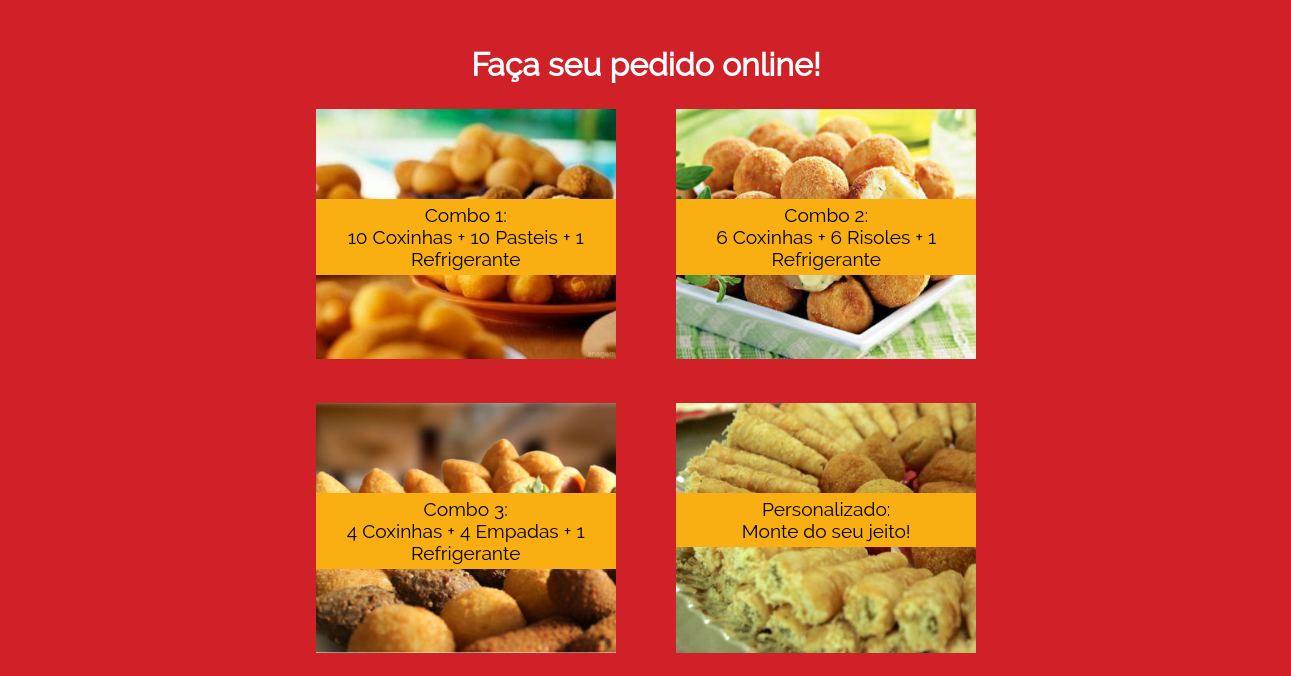 Faça seu pedido online!
Combo 1:
10 Coxinhas + 10 Pasteis + 1
Refrigerante
Combo 2:
6 Coxinhas + 6 Risoles + 1
Refrigerante
Combo 3:
4 Coxinhas + 4 Empadas + 1
Refrigerante
Personalizado:
Monte do seu jeito!